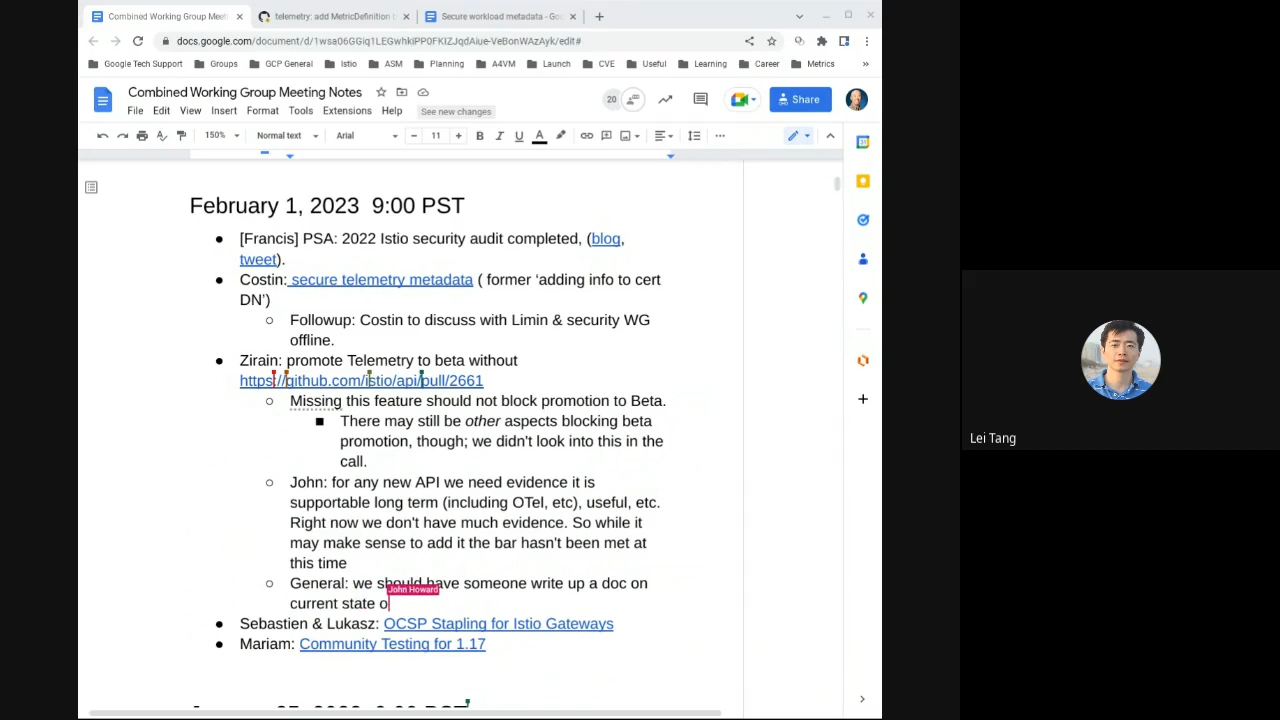 Combined Working Group Meeti
telemetry: add MetricDefinition
Secure workload metadata - Goo
docs.google.com/document/d/1wsa06GGiq1LEGwhkiPP0FKIZJqdAiue-VeBonWAzAyk/edit#
Google Tech Support
Groups
GCP General
Istio
ASM
Planning
A4VM
Launch
CVE
Useful
Learning
Career
Metrics
»
Combined Working Group Meeting Notes
20
Share
File Edit View Insert Format Tools Extensions Help
See new changes
150%
Normal text
Arial
11
B I U A
February 1, 2023 9:00 PST
● [Francis] PSA: 2022 Istio security audit completed, (blog,
tweet).
● Costin: secure telemetry metadata ( former ‘adding info to cert
DN’)
○ Followup: Costin to discuss with Limin & security WG
offline.
● Zirain: promote Telemetry to beta without
https://github.com/istio/api/pull/2661
○ Missing this feature should not block promotion to Beta.
■ There may still be other aspects blocking beta
promotion, though; we didn't look into this in the
call.
○ John: for any new API we need evidence it is
supportable long term (including OTel, etc), useful, etc.
Right now we don't have much evidence. So while it
may make sense to add it the bar hasn't been met at
this time
○ General: we should have someone write up a doc on
John Howard
current state o
● Sebastien & Lukasz: OCSP Stapling for Istio Gateways
● Mariam: Community Testing for 1.17
Lei Tang